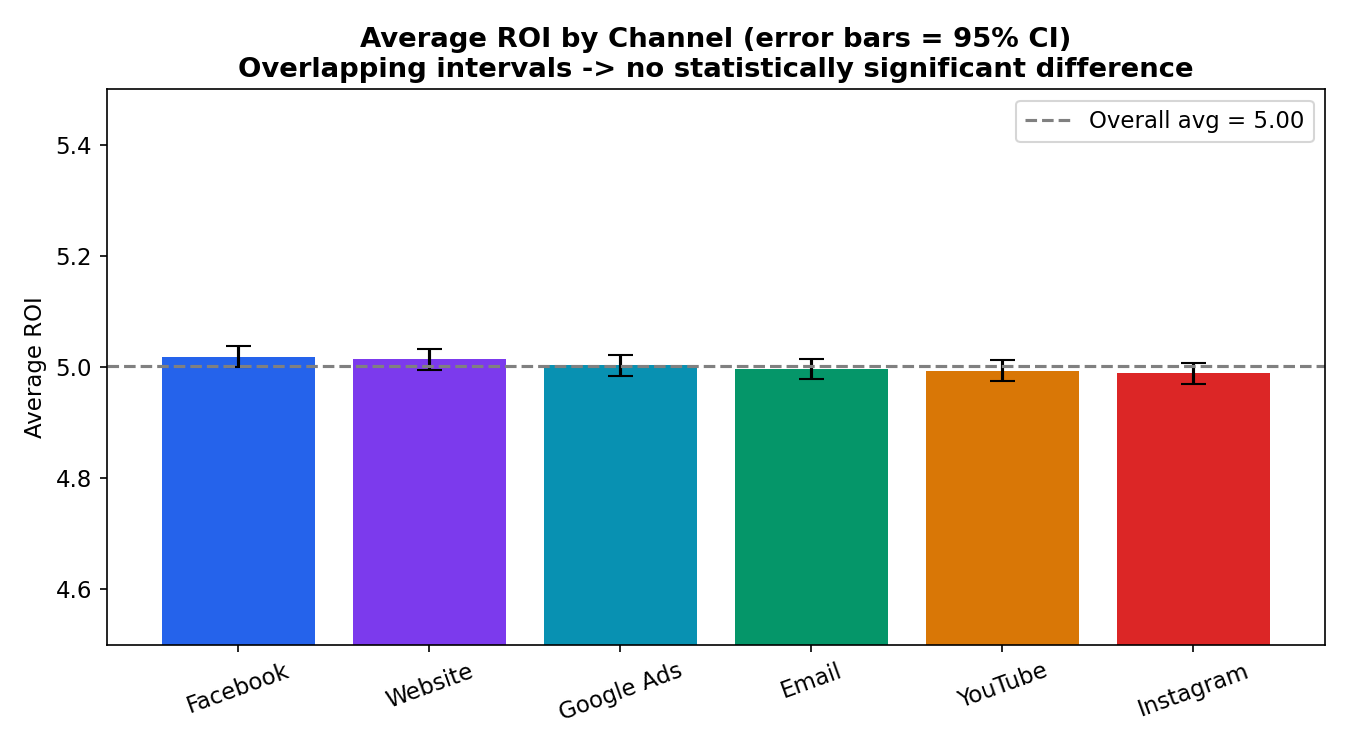 Average ROI by Channel (error bars = 95% CI)
Overlapping intervals -> no statistically significant difference
Overall avg = 5.00
Average ROI
5.4
5.2
5.0
4.8
4.6
Facebook
Website
Google Ads
Email
YouTube
Instagram